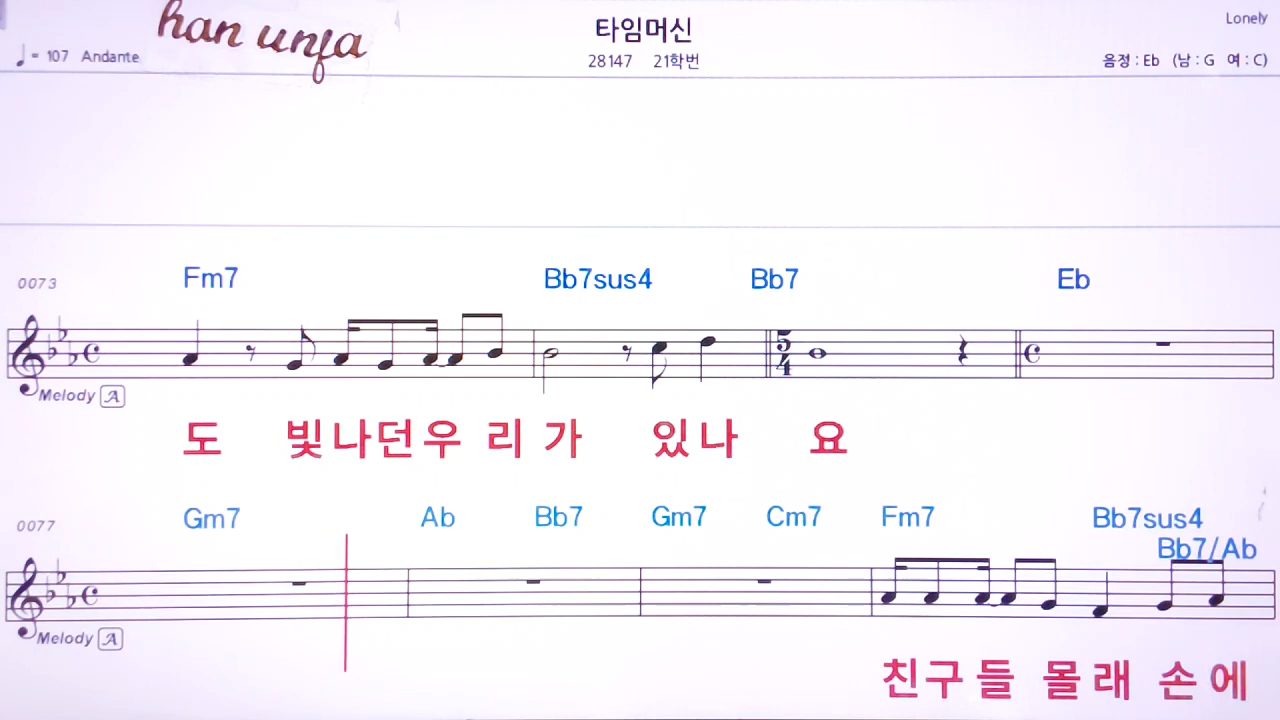 han unja
타임머신
Lonely
♩= 107 Andante
28147 21학번
음정 : Eb (남 : G 여 : C)
0073 Fm7 Bb7sus4 Bb7 Eb
5
4
Melody A
도 빛나던우 리 가 있나 요
0077 Gm7 Ab Bb7 Gm7 Cm7 Fm7 Bb7sus4
Bb7/Ab
Melody A
친구 들 몰래 손에